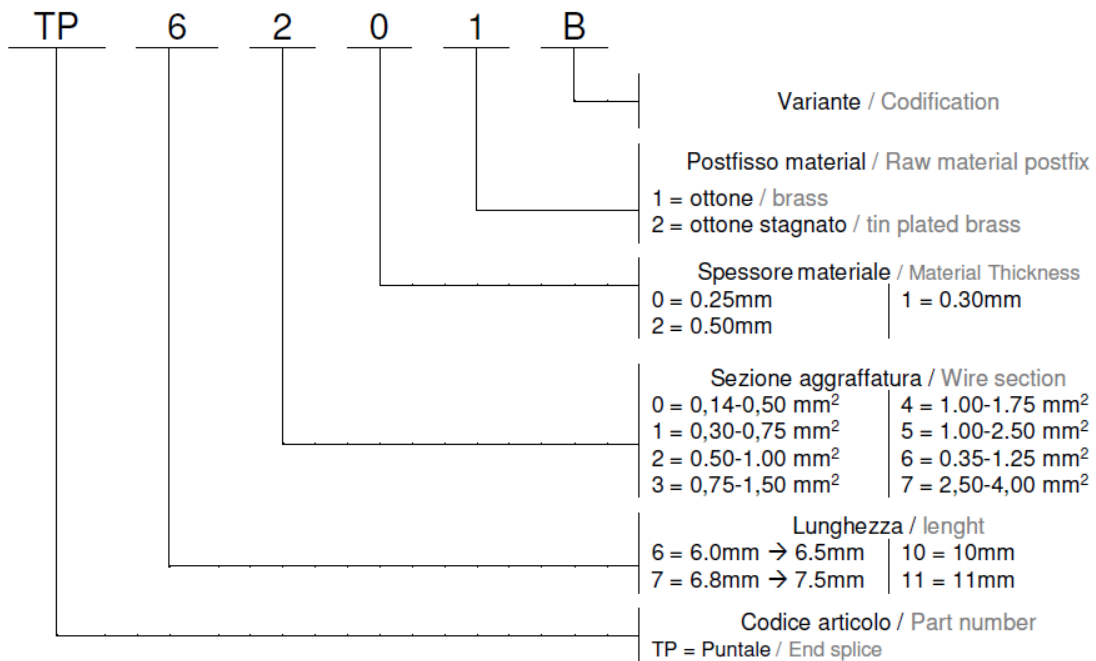 TP 6 2 0 1 B
Variante / Codification
Postfisso material / Raw material postfix
1 = ottone / brass
2 = ottone stagnato / tin plated brass
Spessore materiale / Material Thickness
0 = 0.25mm 1 = 0.30mm
2 = 0.50mm
Sezione aggraffatura / Wire section
0 = 0,14-0,50 mm² 4 = 1.00-1.75 mm²
1 = 0,30-0,75 mm² 5 = 1.00-2.50 mm²
2 = 0.50-1.00 mm² 6 = 0.35-1.25 mm²
3 = 0,75-1,50 mm² 7 = 2,50-4,00 mm²
Lunghezza / lenght
6 = 6.0mm → 6.5mm 10 = 10mm
7 = 6.8mm → 7.5mm 11 = 11mm
Codice articolo / Part number
TP = Puntale / End splice